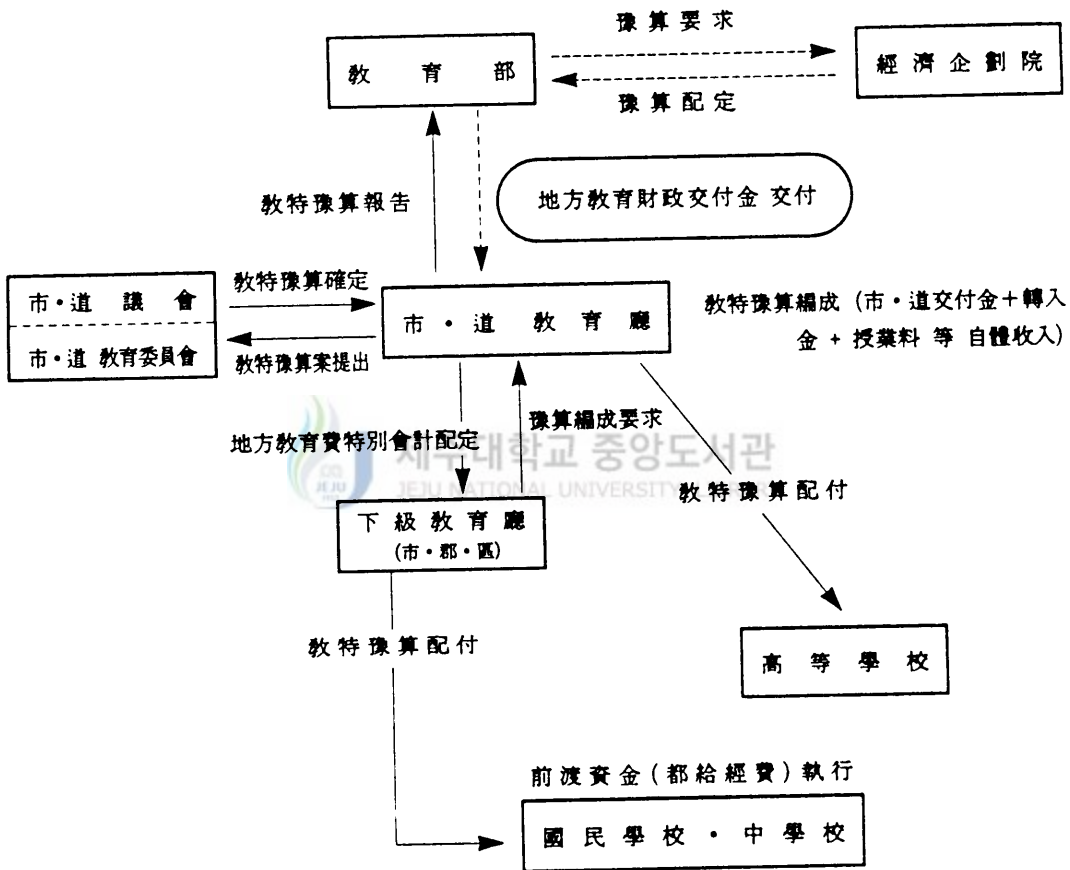 豫算要求
敎育部
經濟企劃院
豫算配定
敎特豫算報告
地方敎育財政交付金 交付
市·道 議會
敎特豫算確定
市·道 敎育廳
敎特豫算編成 (市·道交付金+轉入
金 + 授業料 等 自體收入)
市·道 敎育委員會
敎特豫算案提出
地方敎育費特別會計配定
豫算編成要求
제주대학교 중앙도서관
JEJU NATIONAL UNIVERSITY
JEJU
敎特豫算配付
下級敎育廳
(市·郡·區)
敎特豫算配付
高等學校
前渡資金(都給經費)執行
國民學校 · 中學校